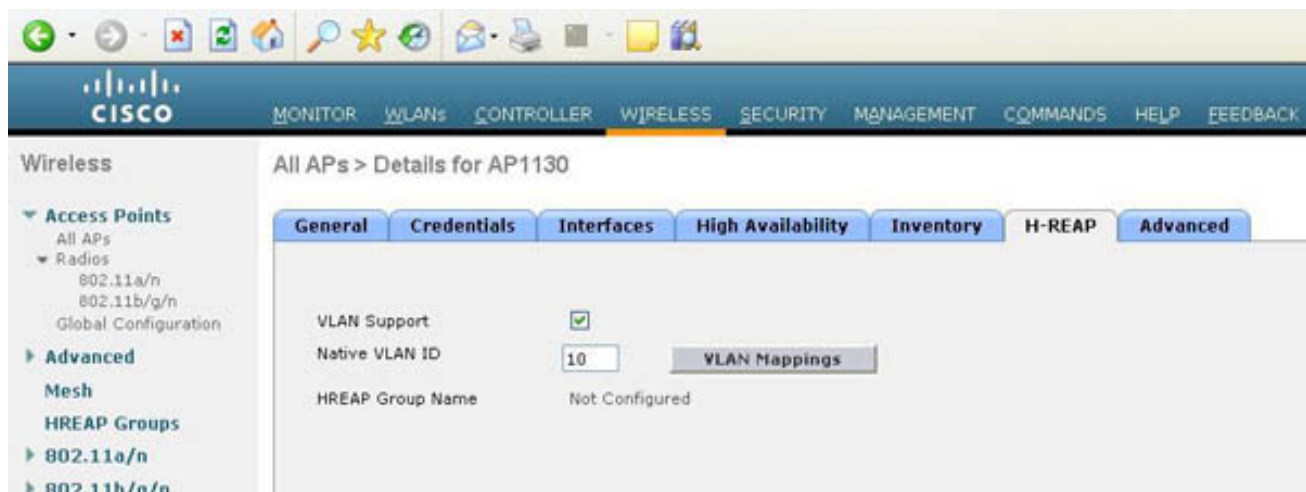 CISCO
MONITOR WLANs CONTROLLER WIRELESS SECURITY MANAGEMENT COMMANDS HELP FEEDBACK
Wireless
Access Points
All APs
Radios
802.11a/n
802.11b/g/n
Global Configuration
Advanced
Mesh
HREAP Groups
802.11a/n
802.11b/g/n
All APs > Details for AP1130
General Credentials Interfaces High Availability Inventory H-REAP Advanced
VLAN Support
Native VLAN ID 10 VLAN Mappings
HREAP Group Name Not Configured